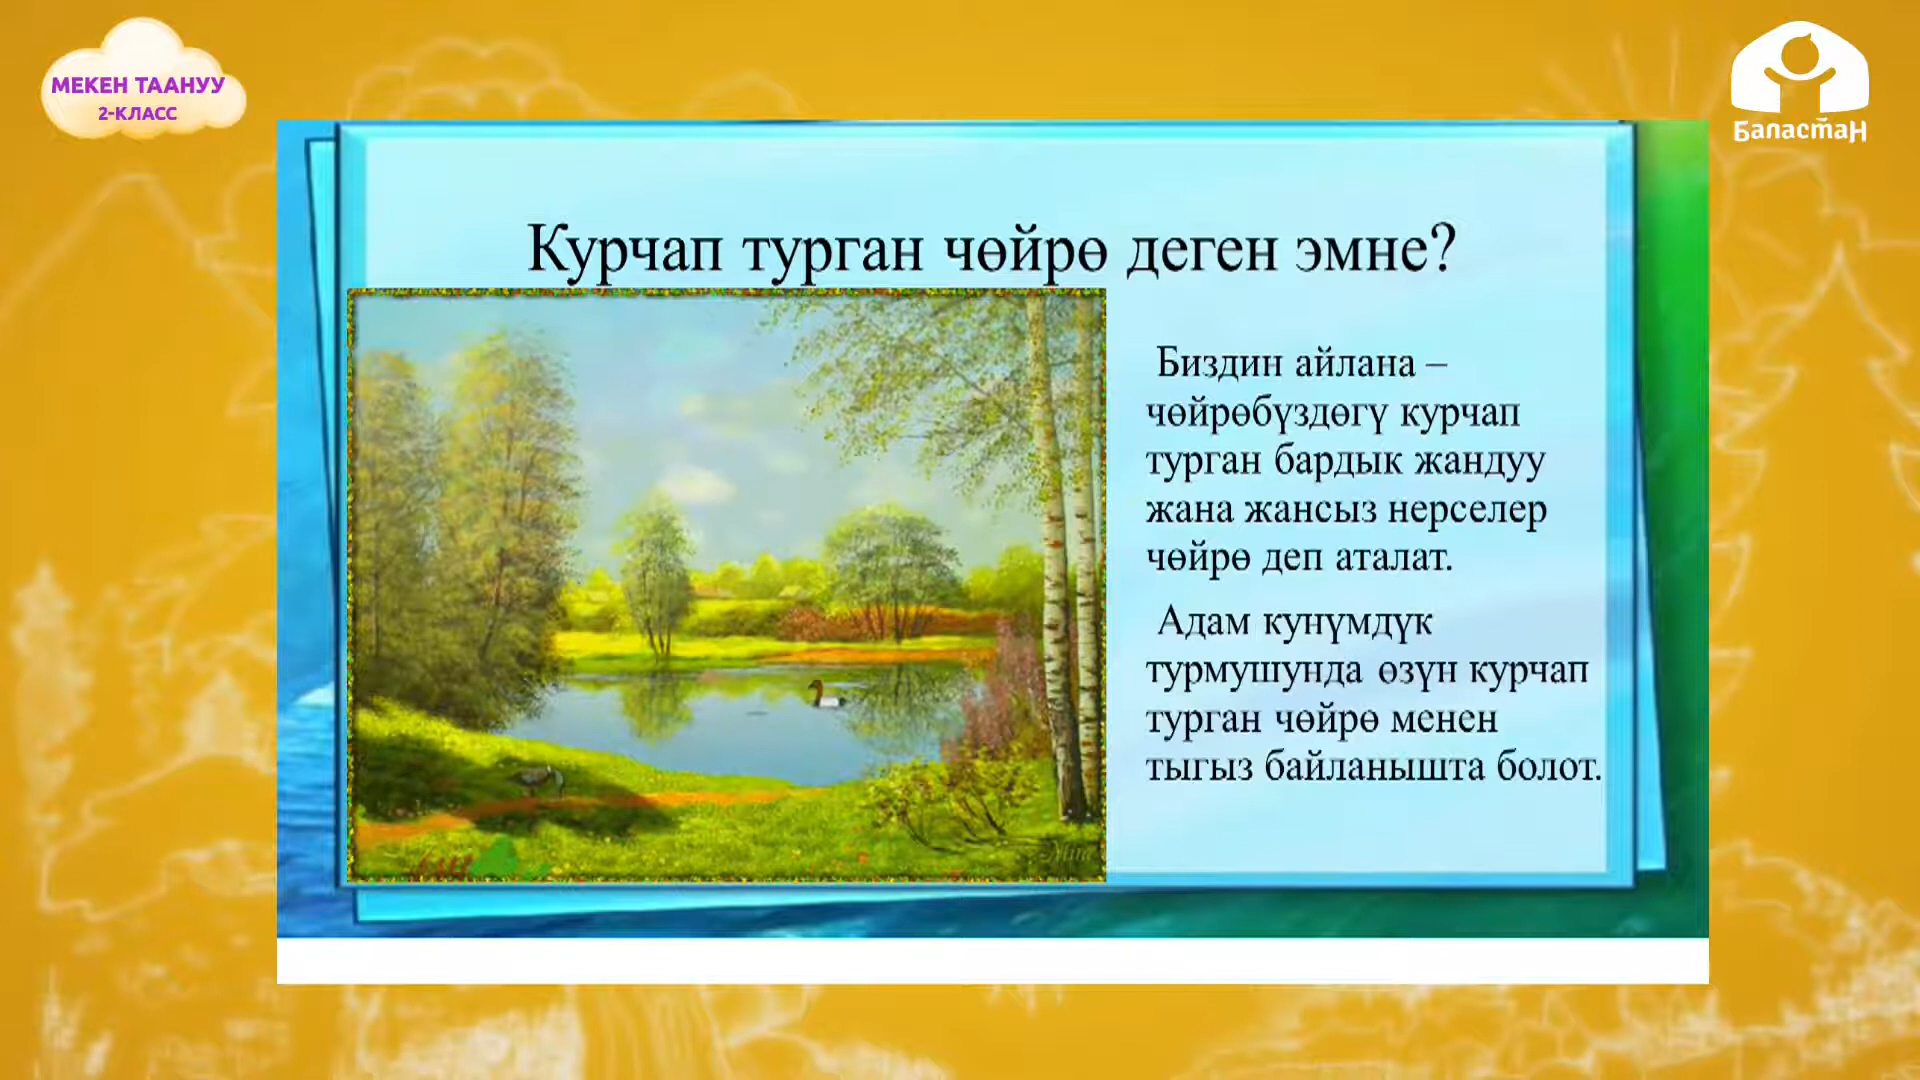 МЕКЕН ТААНУУ
2-КЛАСС
Баластан
Курчап турган чөйрө деген эмне?
Биздин айлана –
чөйрөбүздөгү курчап
турган бардык жандуу
жана жансыз нерселер
чөйрө деп аталат.
Адам кунүмдүк
турмушунда өзүн курчап
турган чөйрө менен
тыгыз байланышта болот.